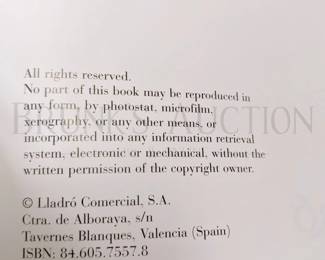 All rights reserved.
No part of this book may be reproduced in
any form, by photostat, microfilm,
xerography, or any other means, or
incorporated into any information retrieval
system, electronic or mechanical, without the
written permission of the copyright owner.
© Lladró Comercial, S.A.
Ctra. de Alboraya, s/n
Tavernes Blanques, Valencia (Spain)
ISBN: 84.605.7557.8